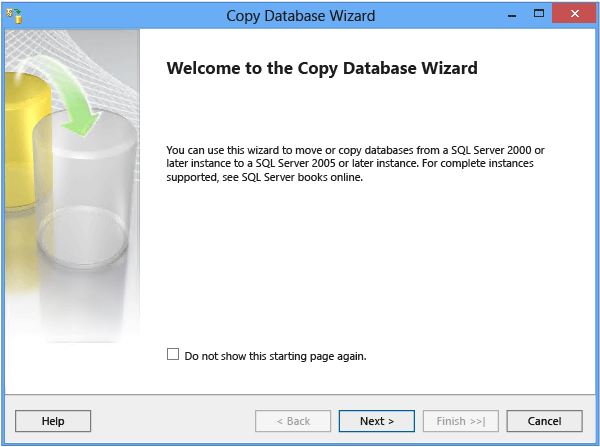 Copy Database Wizard
Welcome to the Copy Database Wizard
You can use this wizard to move or copy databases from a SQL Server 2000 or
later instance to a SQL Server 2005 or later instance. For complete instances
supported, see SQL Server books online.
Do not show this starting page again.
Help
< Back
Next >
Finish >>|
Cancel